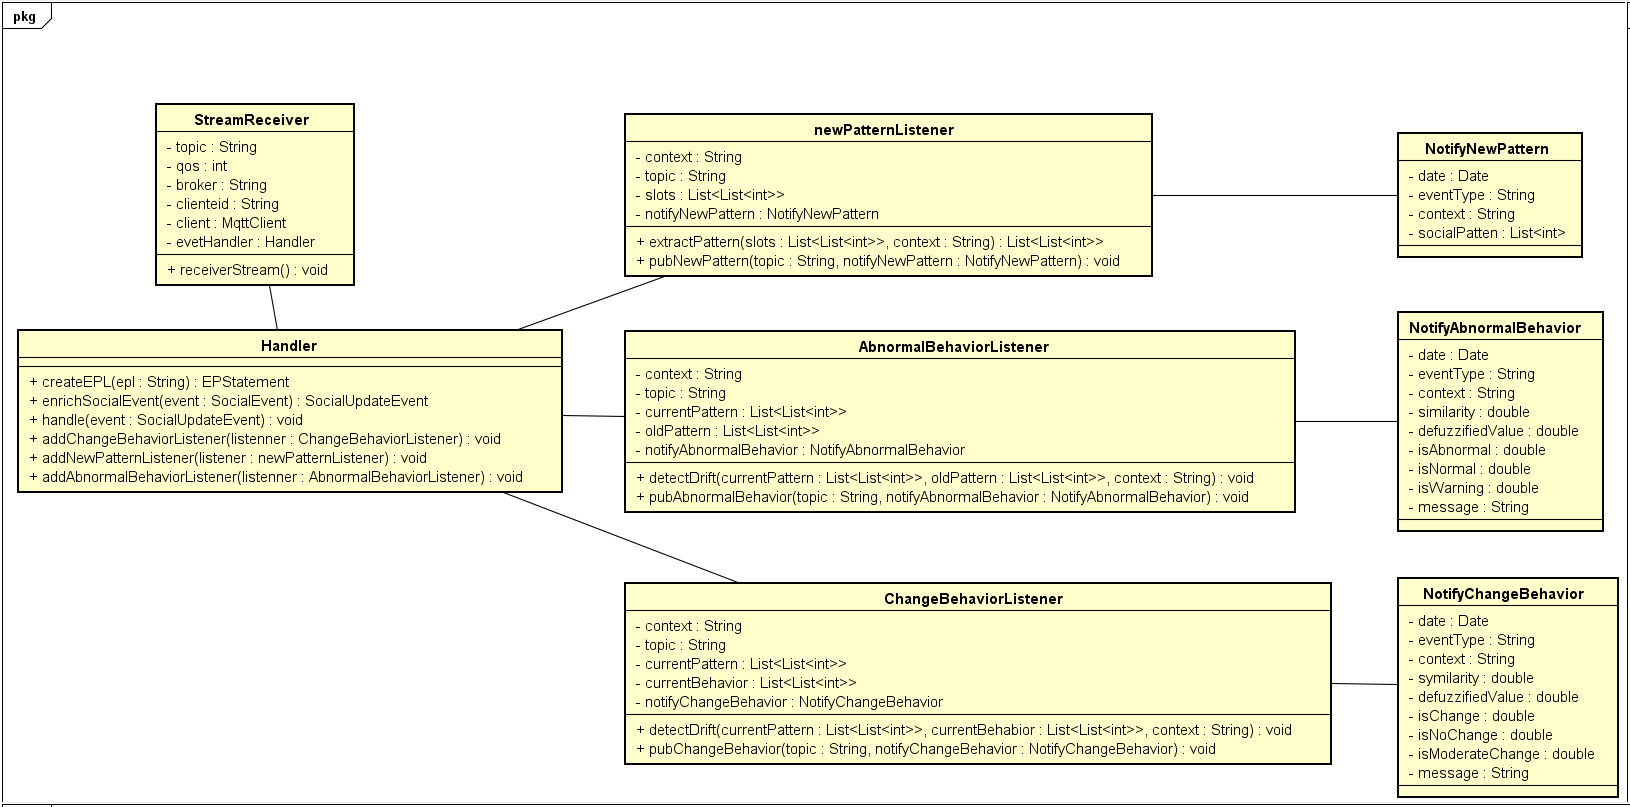 pkg
StreamReceiver
- topic : String
- qos : int
- broker : String
- clienteid : String
- client : MqttClient
- evetHandler : Handler
+ receiverStream() : void
Handler
+ createEPL(epl : String) : EPStatement
+ enrichSocialEvent(event : SocialEvent) : SocialUpdateEvent
+ handle(event : SocialUpdateEvent) : void
+ addChangeBehaviorListener(listenner : ChangeBehaviorListener) : void
+ addNewPatternListener(listener : newPatternListener) : void
+ addAbnormalBehaviorListener(listenner : AbnormalBehaviorListener) : void
newPatternListener
- context : String
- topic : String
- slots : List<List<int>>
- notifyNewPattern : NotifyNewPattern
+ extractPattern(slots : List<List<int>>, context : String) : List<List<int>>
+ pubNewPattern(topic : String, notifyNewPattern : NotifyNewPattern) : void
NotifyNewPattern
- date : Date
- eventType : String
- context : String
- socialPatten : List<int>
AbnormalBehaviorListener
- context : String
- topic : String
- currentPattern : List<List<int>>
- oldPattern : List<List<int>>
- notifyAbnormalBehavior : NotifyAbnormalBehavior
+ detectDrift(currentPattern : List<List<int>>, oldPattern : List<List<int>>, context : String) : void
+ pubAbnormalBehavior(topic : String, notifyAbnormalBehavior : NotifyAbnormalBehavior) : void
NotifyAbnormalBehavior
- date : Date
- eventType : String
- context : String
- similarity : double
- defuzzifiedValue : double
- isAbnormal : double
- isNormal : double
- isWarning : double
- message : String
ChangeBehaviorListener
- context : String
- topic : String
- currentPattern : List<List<int>>
- currentBehavior : List<List<int>>
- notifyChangeBehavior : NotifyChangeBehavior
+ detectDrift(currentPattern : List<List<int>>, currentBehabior : List<List<int>>, context : String) : void
+ pubChangeBehavior(topic : String, notifyChangeBehavior : NotifyChangeBehavior) : void
NotifyChangeBehavior
- date : Date
- eventType : String
- context : String
- symilarity : double
- defuzzifiedValue : double
- isChange : double
- isNoChange : double
- isModerateChange : double
- message : String